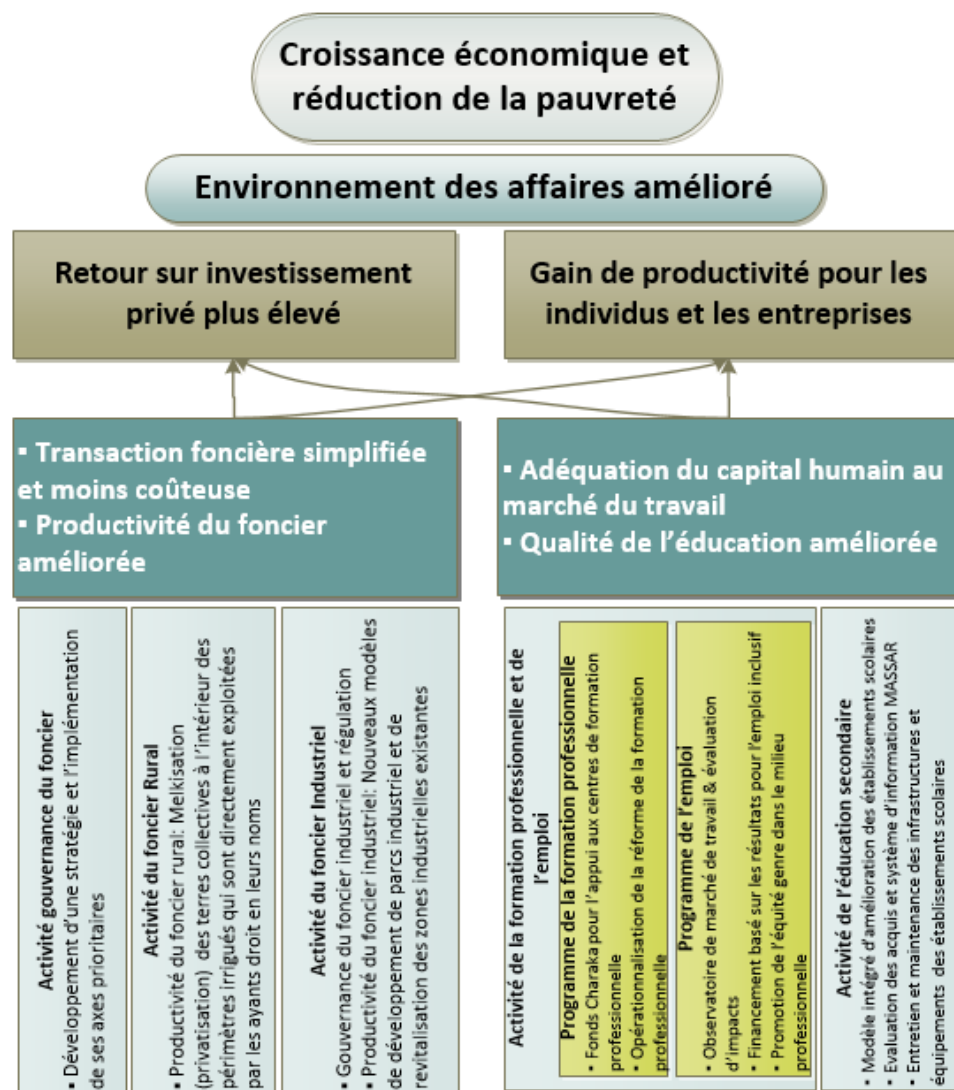 Croissance économique et
réduction de la pauvreté
Environnement des affaires amélioré
Retour sur investissement
privé plus élevé
Gain de productivité pour les
individus et les entreprises
▪ Transaction foncière simplifiée
et moins coûteuse
▪ Productivité du foncier
améliorée
▪ Adéquation du capital humain au
marché du travail
▪ Qualité de l'éducation améliorée
Activité gouvernance du foncier
▪ Développement d'une stratégie et l'implémentation
de ses axes prioritaires
Activité du foncier Rural
▪ Productivité du foncier rural: Melkisation
(privatisation) des terres collectives à l'intérieur des
périmètres irrigués qui sont directement exploitées
par les ayants droit en leurs noms
Activité du foncier Industriel
▪ Gouvernance du foncier industriel et régulation
▪ Productivité du foncier industriel: Nouveaux modèles
de développement de parcs industriel et de
revitalisation des zones industrielles existantes
Activité de la formation professionnelle et de
l'emploi
Programme de la formation professionnelle
• Fonds Charaka pour l'appui aux centres de formation
professionnelle
• Opérationnalisation de la réforme de la formation
professionnelle
Programme de l'emploi
• Observatoire de marché de travail & évaluation
d'impacts
• Financement basé sur les résultats pour l'emploi inclusif
• Promotion de l'équité genre dans le milieu
professionnelle
Activité de l'éducation secondaire
• Modèle intégré d'amélioration des établissements scolaires
• Evaluation des acquis et système d'information MASSAR
• Entretien et maintenance des infrastructures et
équipements des établissements scolaires